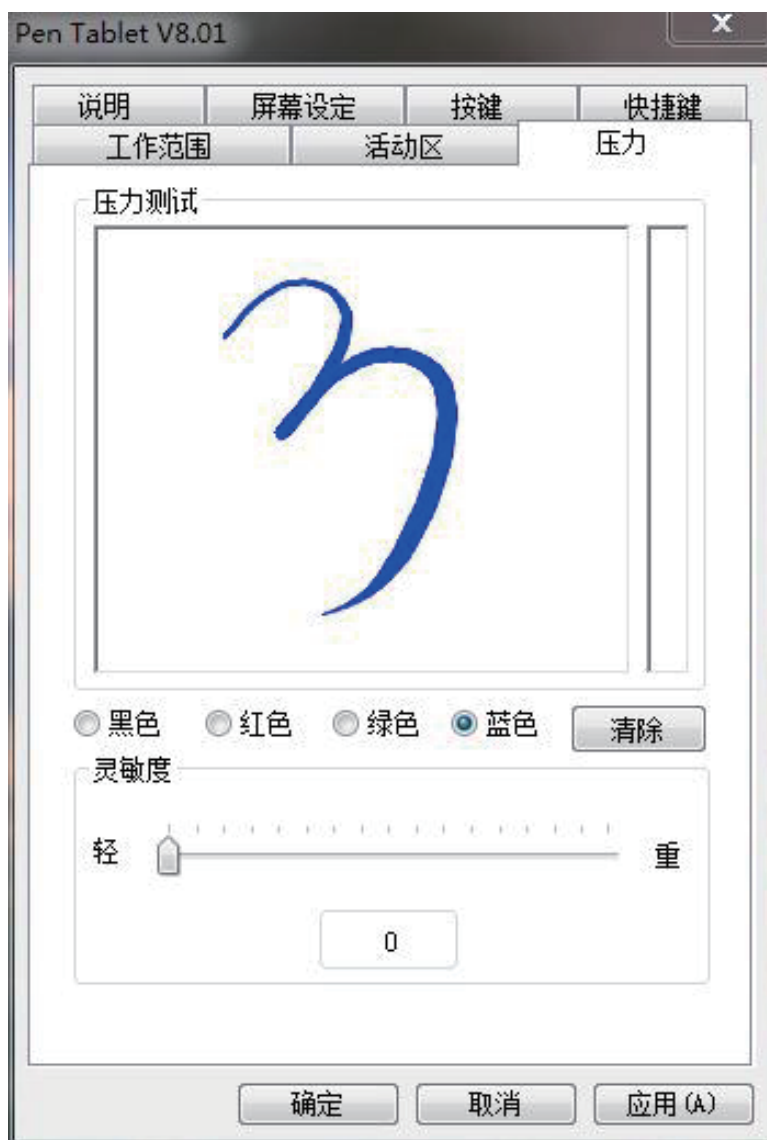 Pen Tablet V8.01
说明 屏幕设定 按键 快捷鍵
工作范围 活动区 压力
压力测试
黑色 红色 绿色 蓝色 清除
灵敏度
轻 重
0
确定 取消 应用(A)